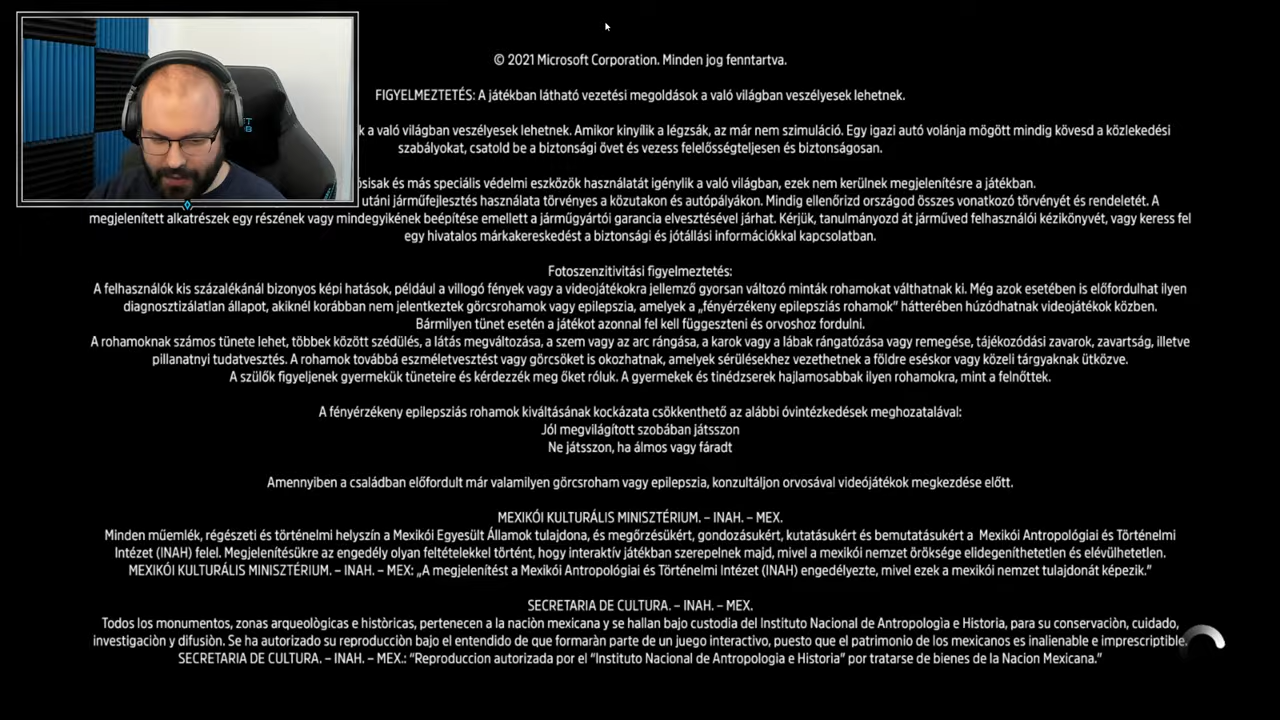 © 2021 Microsoft Corporation. Minden jog fenntartva.
FIGYELMEZTETÉS: A játékban látható vezetési megoldások a való világban veszélyesek lehetnek.
k a való világban veszélyesek lehetnek. Amikor kinyílik a légzsák, az már nem szimuláció. Egy igazi autó volánja mögött mindig kövesd a közlekedési
szabályokat, csatold be a biztonsági övet és vezess felelősségteljesen és biztonságosan.
ósisak és más speciális védelmi eszközök használatát igénylik a való világban, ezek nem kerülnek megjelenítésre a játékban.
utáni járműfejlesztés használata törvényes a közutakon és autópályákon. Mindig ellenőrizd országod összes vonatkozó törvényét és rendeletét. A
megjelenített alkatrészek egy részének vagy mindegyikének beépítése emellett a járműgyártói garancia elvesztésével járhat. Kérjük, tanulmányozd át járműved felhasználói kézikönyvét, vagy keress fel
egy hivatalos márkakereskedést a biztonsági és jótállási információkkal kapcsolatban.
Fotoszenzitivitási figyelmeztetés:
A felhasználók kis százalékánál bizonyos képi hatások, például a villogó fények vagy a videojátékokra jellemző gyorsan változó minták rohamokat válthatnak ki. Még azok esetében is előfordulhat ilyen
diagnosztizálatlan állapot, akiknél korábban nem jelentkeztek görcsrohamok vagy epilepszia, amelyek a „fényérzékeny epilepsziás rohamok" hátterében húzódhatnak videojátékok közben.
Bármilyen tünet esetén a játékot azonnal fel kell függeszteni és orvoshoz fordulni.
A rohamoknak számos tünete lehet, többek között szédülés, a látás megváltozása, a szem vagy az arc rángása, a karok vagy a lábak rángatózása vagy remegése, tájékozódási zavarok, zavartság, illetve
pillanatnyi tudatvesztés. A rohamok továbbá eszméletvesztést vagy görcsöket is okozhatnak, amelyek sérülésekhez vezethetnek a földre eséskor vagy közeli tárgyaknak ütközve.
A szülők figyeljenek gyermekük tüneteire és kérdezzék meg őket róluk. A gyermekek és tinédzserek hajlamosabbak ilyen rohamokra, mint a felnőttek.
A fényérzékeny epilepsziás rohamok kiváltásának kockázata csökkenthető az alábbi óvintézkedések meghozatalával:
Jól megvilágított szobában játsszon
Ne játsszon, ha álmos vagy fáradt
Amennyiben a családban előfordult már valamilyen görcsroham vagy epilepszia, konzultáljon orvosával videójátékok megkezdése előtt.
MEXIKÓI KULTURÁLIS MINISZTÉRIUM. – INAH. – MEX.
Minden műemlék, régészeti és történelmi helyszín a Mexikói Egyesült Államok tulajdona, és megőrzésükért, gondozásukért, kutatásukért és bemutatásukért a Mexikói Antropológiai és Történelmi
Intézet (INAH) felel. Megjelenítésükre az engedély olyan feltételekkel történt, hogy interaktív játékban szerepelnek majd, mivel a mexikói nemzet öröksége elidegeníthetetlen és elévülhetetlen.
MEXIKÓI KULTURÁLIS MINISZTÉRIUM. – INAH. – MEX: „A megjelenítést a Mexikói Antropológiai és Történelmi Intézet (INAH) engedélyezte, mivel ezek a mexikói nemzet tulajdonát képezik."
SECRETARIA DE CULTURA. – INAH. – MEX.
Todos los monumentos, zonas arqueològicas e històricas, pertenecen a la naciòn mexicana y se hallan bajo custodia del Instituto Nacional de Antropologìa e Historia, para su conservaciòn, cuidado,
investigaciòn y difusiòn. Se ha autorizado su reproducciòn bajo el entendido de que formaràn parte de un juego interactivo, puesto que el patrimonio de los mexicanos es inalienable e imprescriptible.
SECRETARIA DE CULTURA. – INAH. – MEX.: “Reproduccion autorizada por el “Instituto Nacional de Antropologia e Historia” por tratarse de bienes de la Nacion Mexicana.”